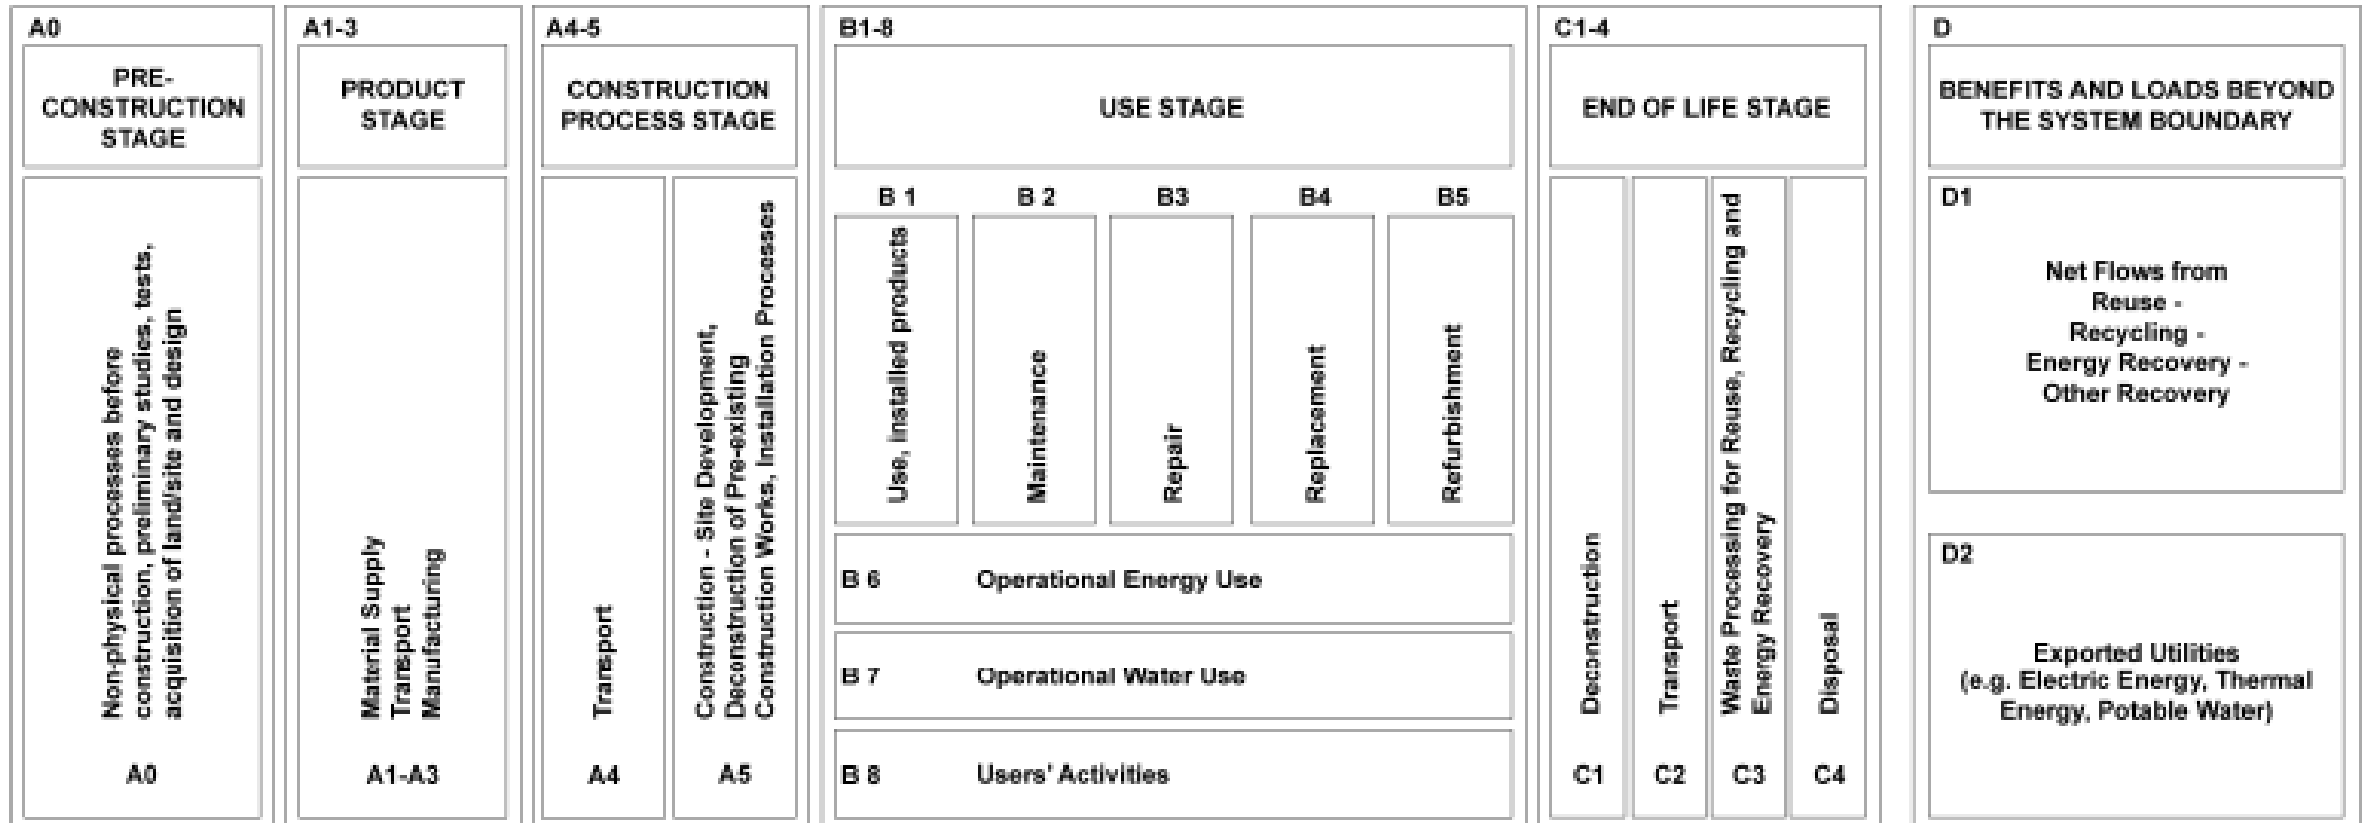 A0
PRE-
CONSTRUCTION
STAGE
Non-physical processes before
construction, preliminary studies, tests,
acquisition of land/site and design
A0
A1-3
PRODUCT
STAGE
Material Supply
Transport
Manufacturing
A1-A3
A4-5
CONSTRUCTION
PROCESS STAGE
Transport
A4
Construction - Site Development,
Deconstruction of Pre-existing
Construction Works, Installation Processes
A5
B1-8
USE STAGE
B 1
Use, installed products
B 2
Maintenance
B3
Repair
B4
Replacement
B5
Refurbishment
B 6 Operational Energy Use
B 7 Operational Water Use
B 8 Users' Activities
C1-4
END OF LIFE STAGE
Deconstruction
C1
Transport
C2
Waste Processing for Reuse, Recycling and
Energy Recovery
C3
Disposal
C4
D
BENEFITS AND LOADS BEYOND
THE SYSTEM BOUNDARY
D1
Net Flows from
Reuse -
Recycling -
Energy Recovery -
Other Recovery
D2
Exported Utilities
(e.g. Electric Energy, Thermal
Energy, Potable Water)